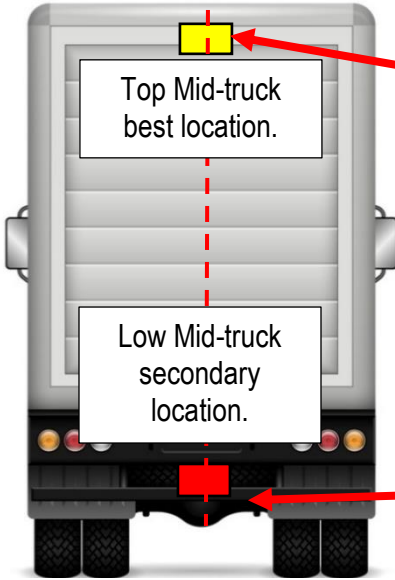 Top Mid-truck
best location.
Low Mid-truck
secondary
location.